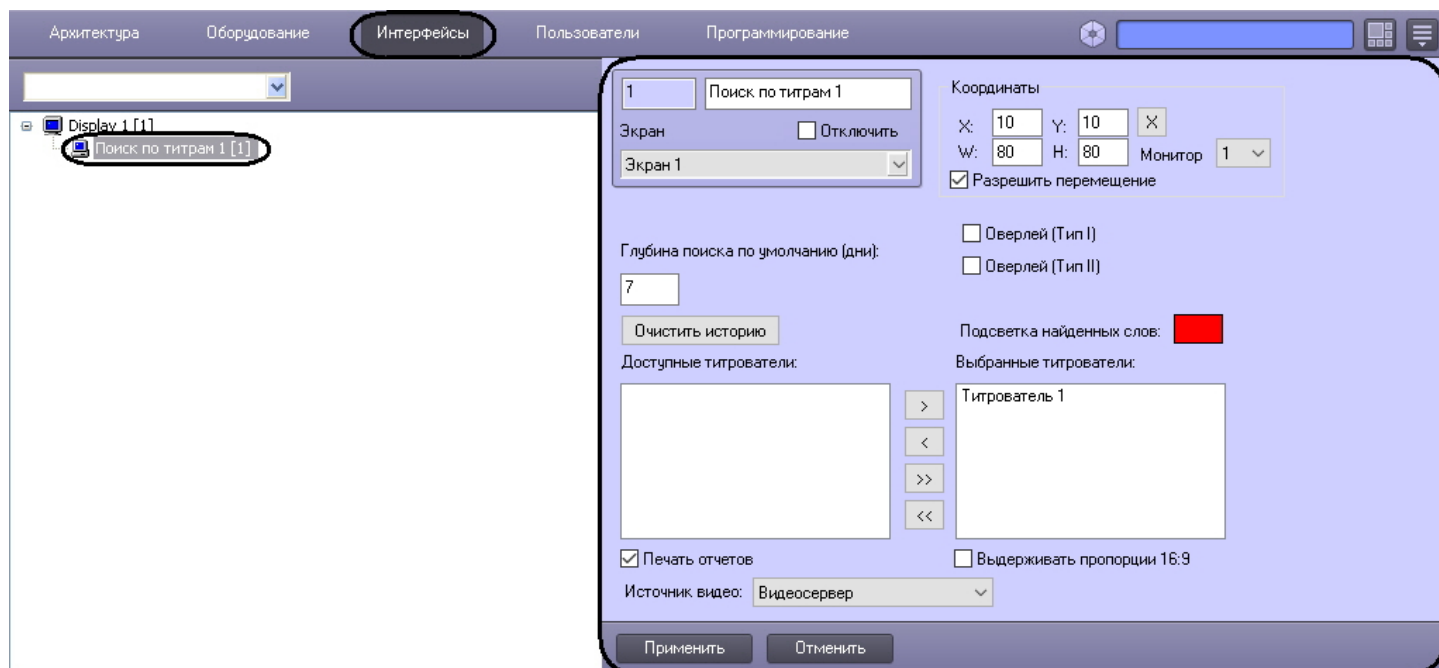 Архитектура Оборудование Интерфейсы Пользователи Программирование
Display 1 [1]
Поиск по титрам 1 [1]
1 Поиск по титрам 1
Экран Отключить
Экран 1
Координаты
X: 10 Y: 10 X
W: 80 H: 80 Монитор 1
Разрешить перемещение
Глубина поиска по умолчанию (дни):
7
Оверлей (Тип I)
Оверлей (Тип II)
Очистить историю
Подсветка найденных слов:
Доступные титрователи:
Выбранные титрователи:
Титрователь 1
>
<
>>
<<
Печать отчетов
Выдерживать пропорции 16:9
Источник видео: Видеосервер
Применить Отменить